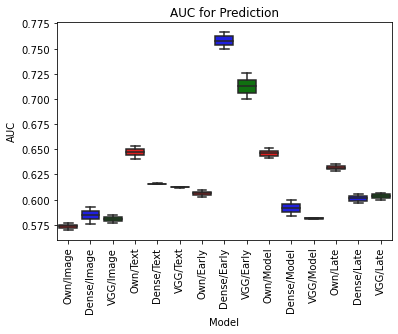 AUC for Prediction
0.775
0.750
0.725
0.700
0.675
0.650
0.625
0.600
0.575
AUC
Own/Image
Dense/Image
VGG/Image
Own/Text
Dense/Text
VGG/Text
Own/Early
Dense/Early
VGG/Early
Own/Model
Dense/Model
VGG/Model
Own/Late
Dense/Late
VGG/Late
Model